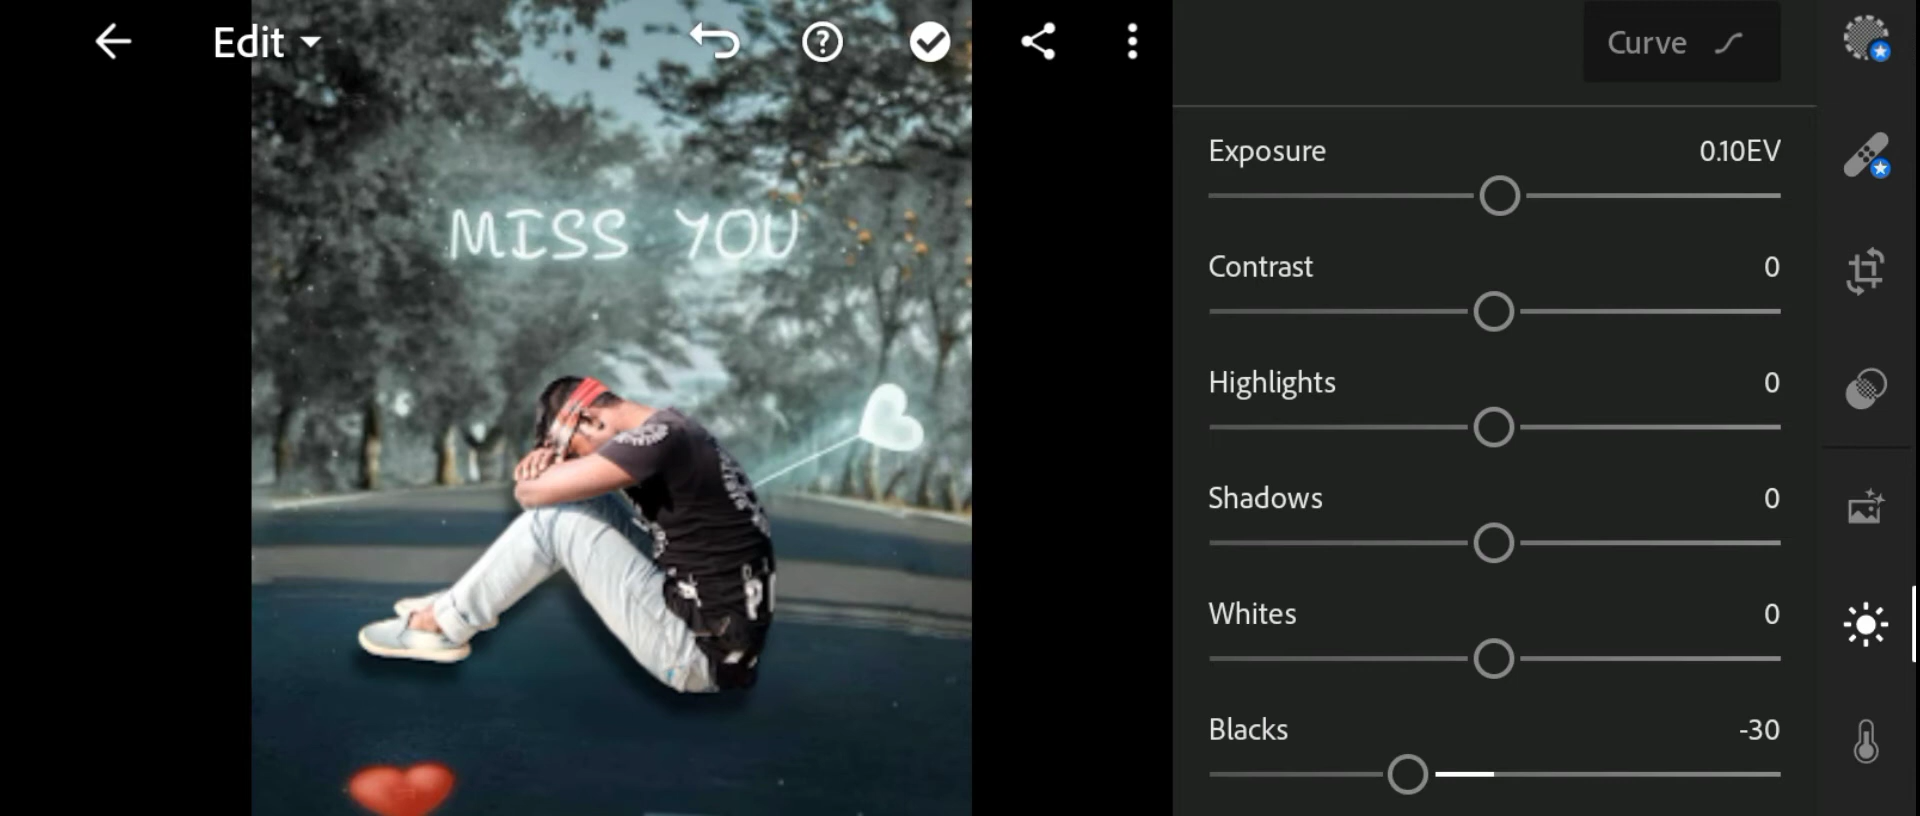 Edit
Curve
MISS YOU
Exposure 0.10EV
Contrast 0
Highlights 0
Shadows 0
Whites 0
Blacks -30